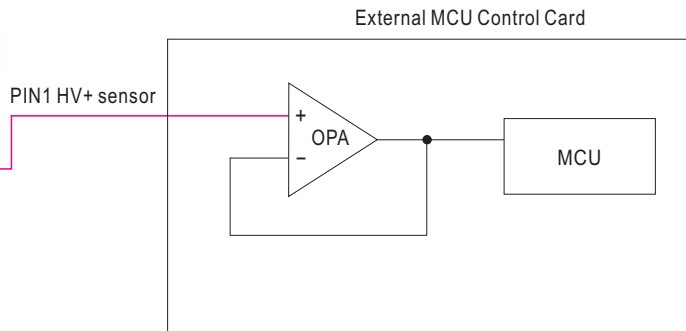 External MCU Control Card
PIN1 HV+ sensor
+
OPA
−
MCU